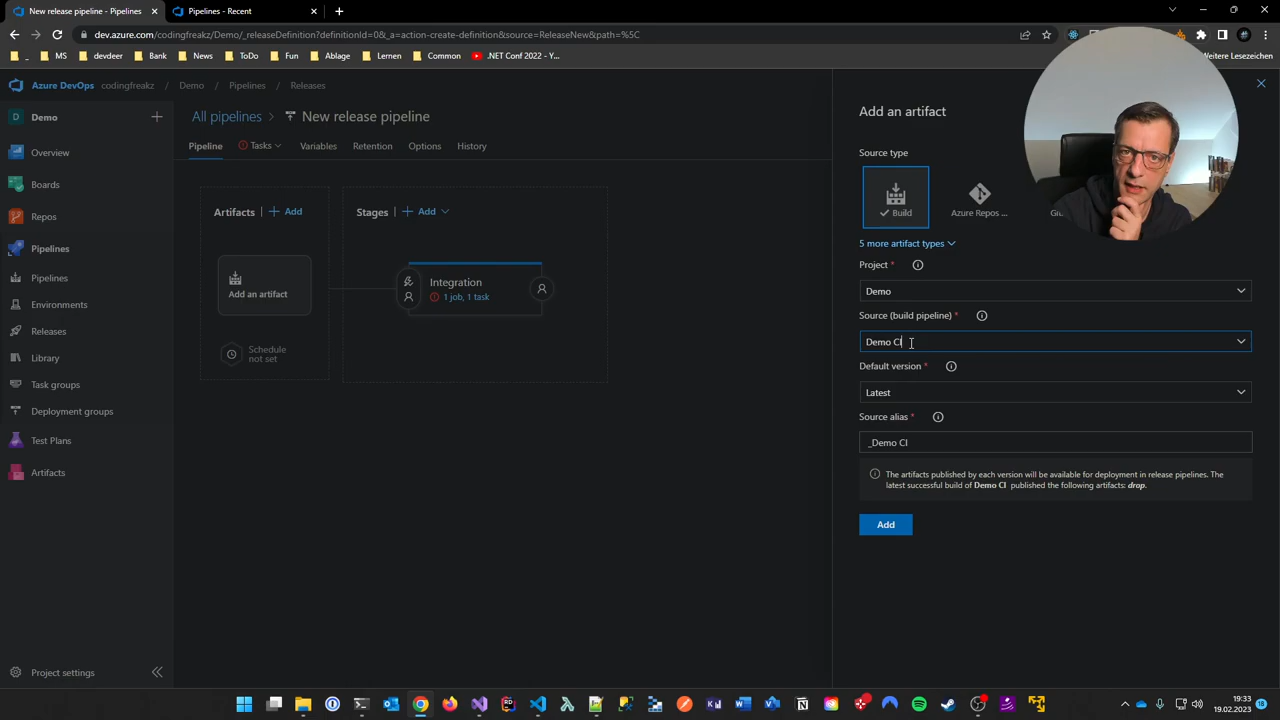 New release pipeline - Pipelines
Pipelines - Recent
dev.azure.com/codingfreakz/Demo/_releaseDefinition?definitionId=0&_a=action-create-definition&source=ReleaseNew&path=%5C
_
MS
devdeer
Bank
News
ToDo
Fun
Ablage
Lernen
Common
.NET Conf 2022 - Y...
Weitere Lesezeichen
Azure DevOps
codingfreakz
/
Demo
/
Pipelines
/
Releases
D
Demo
Overview
Boards
Repos
Pipelines
Pipelines
Environments
Releases
Library
Task groups
Deployment groups
Test Plans
Artifacts
Project settings
All pipelines > New release pipeline
Pipeline
Tasks
Variables
Retention
Options
History
Artifacts | + Add
Stages | + Add
Add an artifact
Schedule
not set
Integration
1 job, 1 task
Add an artifact
Source type
Build
Azure Repos ...
5 more artifact types
Project *
Demo
Source (build pipeline) *
Demo CI
Default version *
Latest
Source alias *
_Demo CI
The artifacts published by each version will be available for deployment in release pipelines. The
latest successful build of Demo CI published the following artifacts: drop.
Add
19:33
19.02.2023